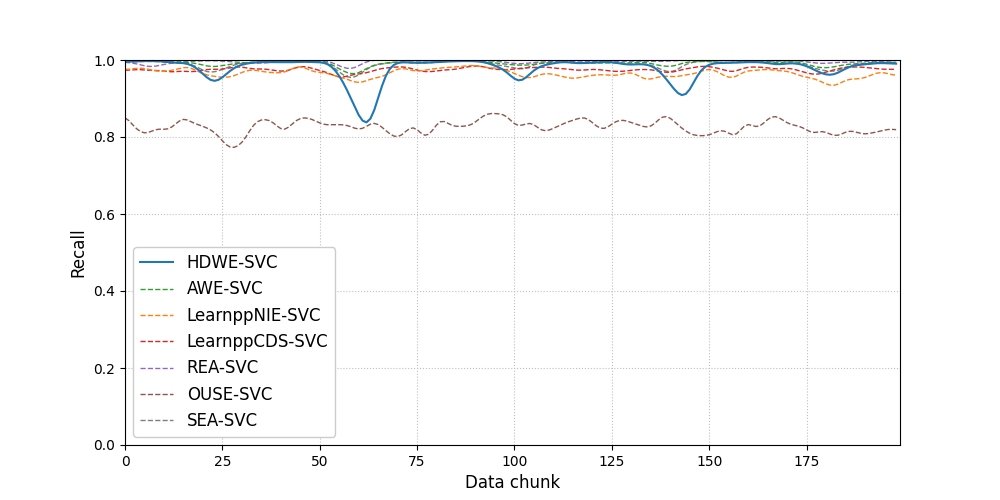 1.0
0.8
0.6
0.4
0.2
0.0
Recall
HDWE-SVC
AWE-SVC
LearnppNIE-SVC
LearnppCDS-SVC
REA-SVC
OUSE-SVC
SEA-SVC
0 25 50 75 100 125 150 175
Data chunk